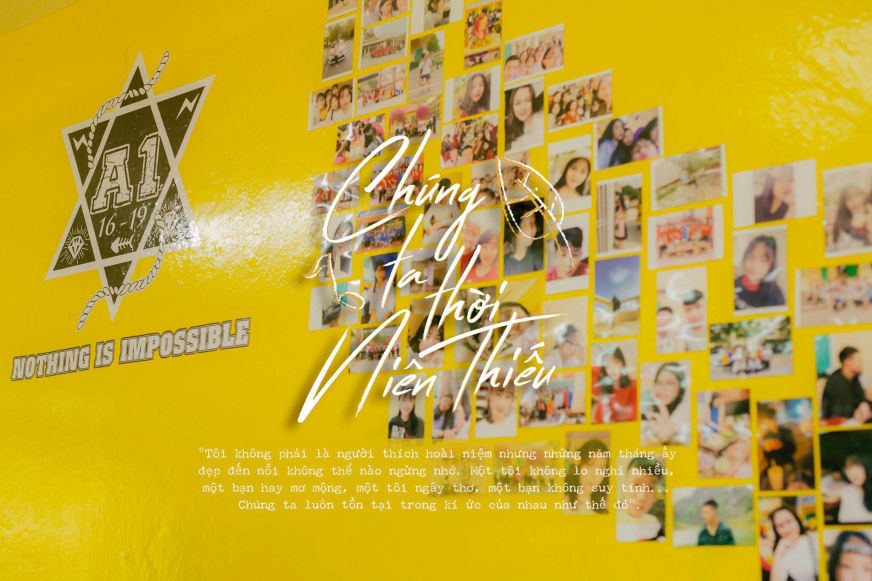 A1
16-19
NOTHING IS IMPOSSIBLE
Chúng
ta
thời
Niên Thiếu
"Tôi không phải là người thích hoài niệm nhưng những năm tháng ấy
đẹp đến nỗi không thể nào ngừng nhớ. Một tôi không lo nghĩ nhiều,
một bạn hay mơ mộng, một tôi ngây thơ, một bạn không suy tính...
Chúng ta luôn tồn tại trong kí ức của nhau như thế đó".